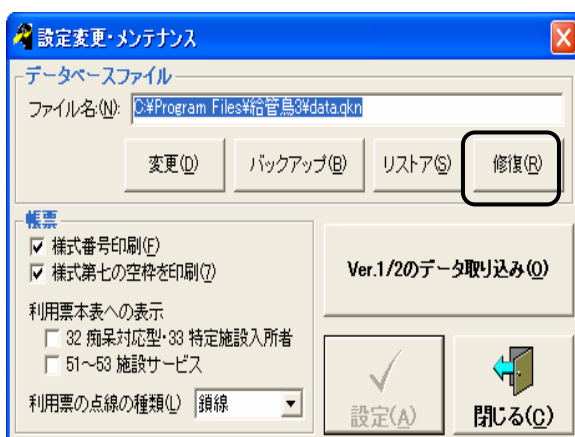 設定変更・メンテナンス
データベースファイル
ファイル名:(N): C:¥Program Files¥給管鳥3¥data.qkn
変更(D) バックアップ(B) リストア(S) 修復(R)
帳票
様式番号印刷(F)
様式第七の空枠を印刷(7)
利用票本表への表示
32 痴呆対応型・33 特定施設入所者
51～53 施設サービス
利用票の点線の種類(L) 鎖線
Ver.1/2のデータ取り込み(O)
設定(A) 閉じる(C)